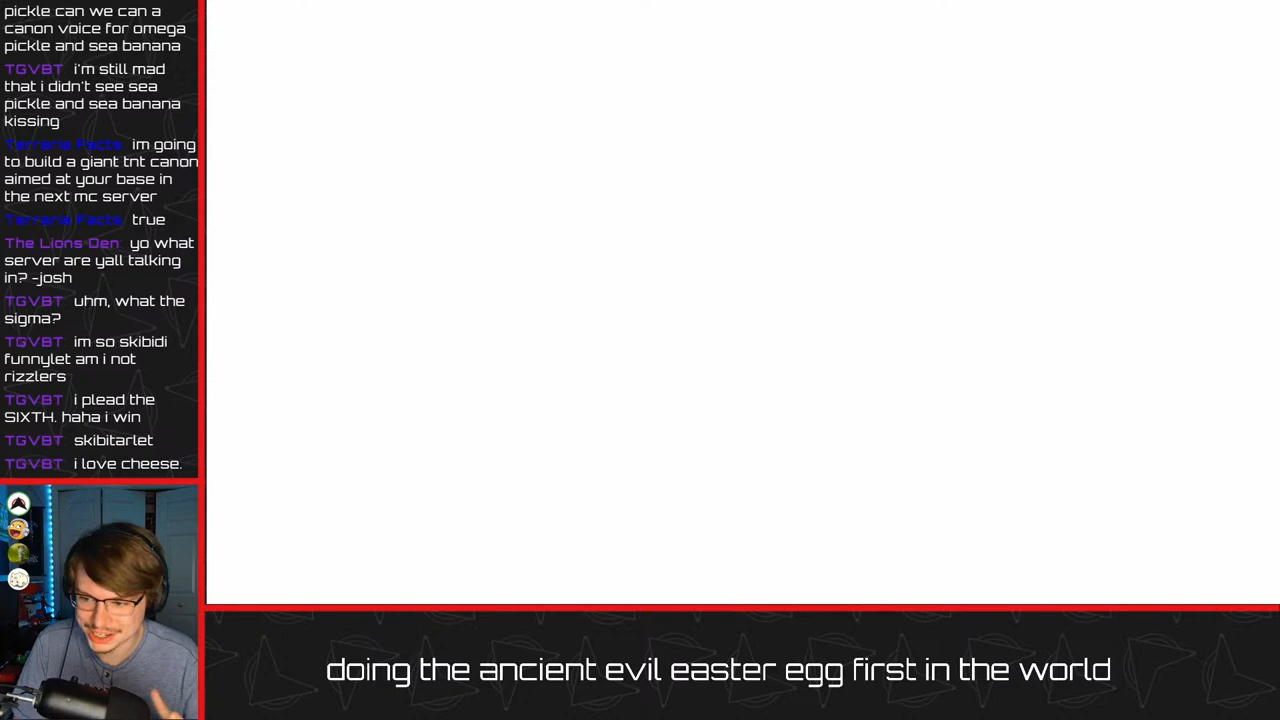 pickle can we can a
canon voice for omega
pickle and sea banana
TGVBT i'm still mad
that i didn't see sea
pickle and sea banana
kissing
Terraria Facts im going
to build a giant tnt canon
aimed at your base in
the next mc server
Terraria Facts true
The Lions Den yo what
server are yall talking
in? -josh
TGVBT uhm, what the
sigma?
TGVBT im so skibidi
funnylet am i not
rizzlers
TGVBT i plead the
SIXTH. haha i win
TGVBT skibitarlet
TGVBT i love cheese.
doing the ancient evil easter egg first in the world